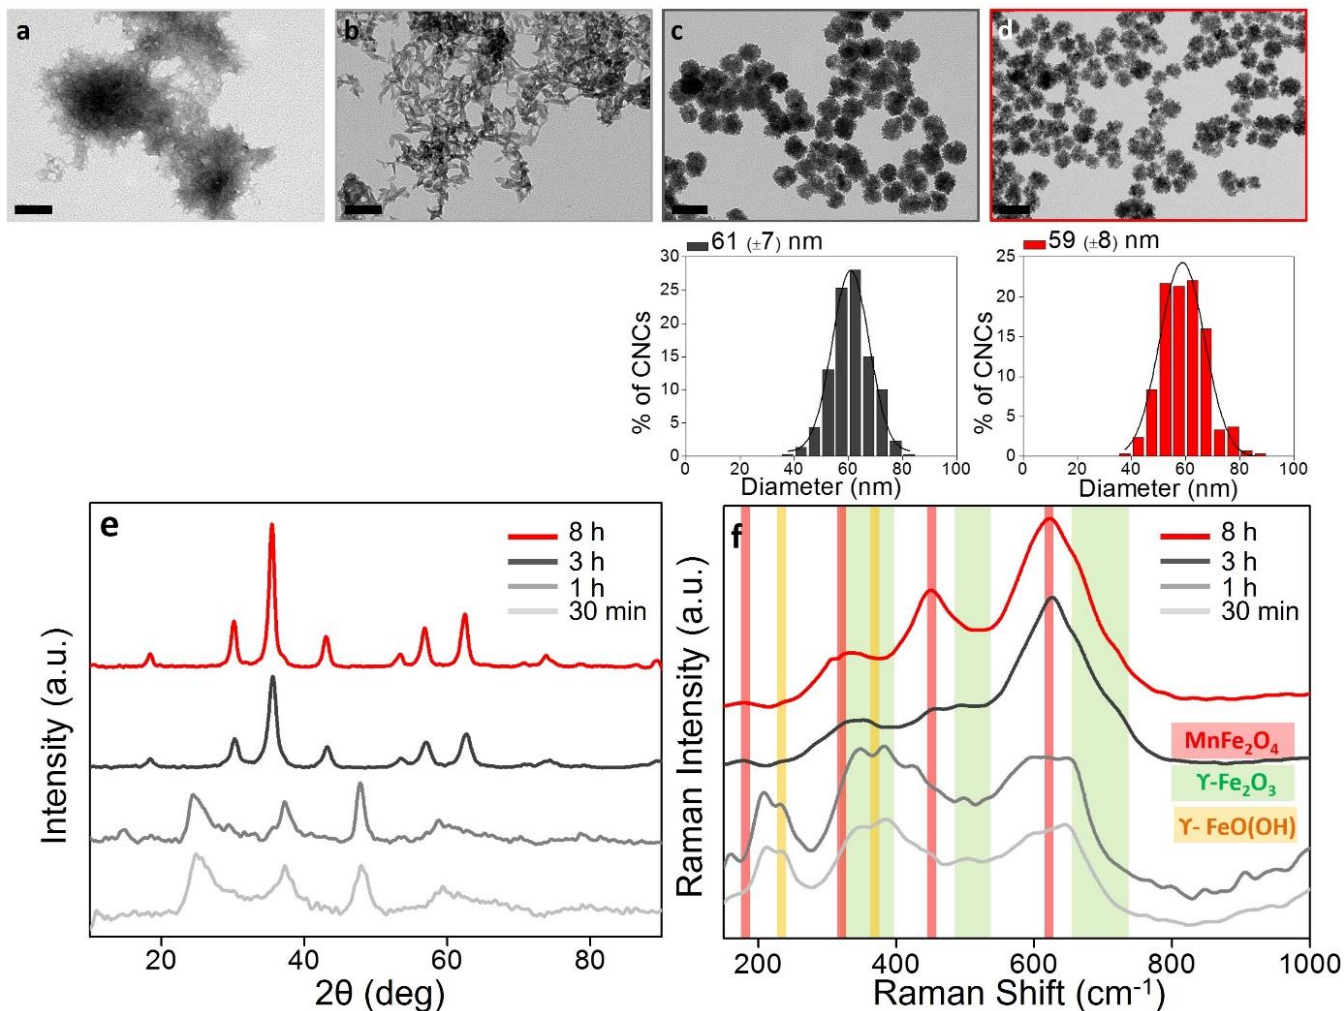 a
b
c
d
61 (±7) nm
59 (±8) nm
30
25
20
15
10
5
0
% of CNCs
0 20 40 60 80 100
Diameter (nm)
25
20
15
10
5
0
% of CNCs
0 20 40 60 80 100
Diameter (nm)
e
8 h
3 h
1 h
30 min
Intensity (a.u.)
20 40 60 80
2θ (deg)
f
8 h
3 h
1 h
30 min
MnFe₂O₄
ϒ-Fe₂O₃
ϒ- FeO(OH)
Raman Intensity (a.u.)
200 400 600 800 1000
Raman Shift (cm⁻¹)